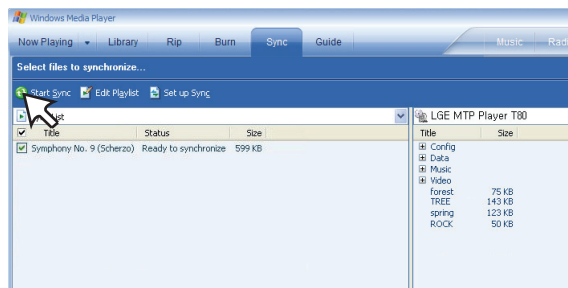 Windows Media Player
Now Playing Library Rip Burn Sync Guide Music
Select files to synchronize...
Start Sync Edit Playlist Set up Sync
LGE MTP Player T80
Title Status Size Title Size
Symphony No. 9 (Scherzo) Ready to synchronize 599 KB
Config
Data
Music
Video
forest 75 KB
TREE 143 KB
spring 123 KB
ROCK 50 KB